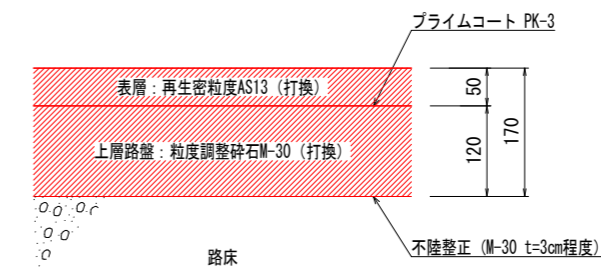 プライムコート PK-3
表層：再生密粒度AS13（打換）
50
170
上層路盤：粒度調整砕石M-30（打換）
120
不陸整正（M-30 t=3cm程度）
路床